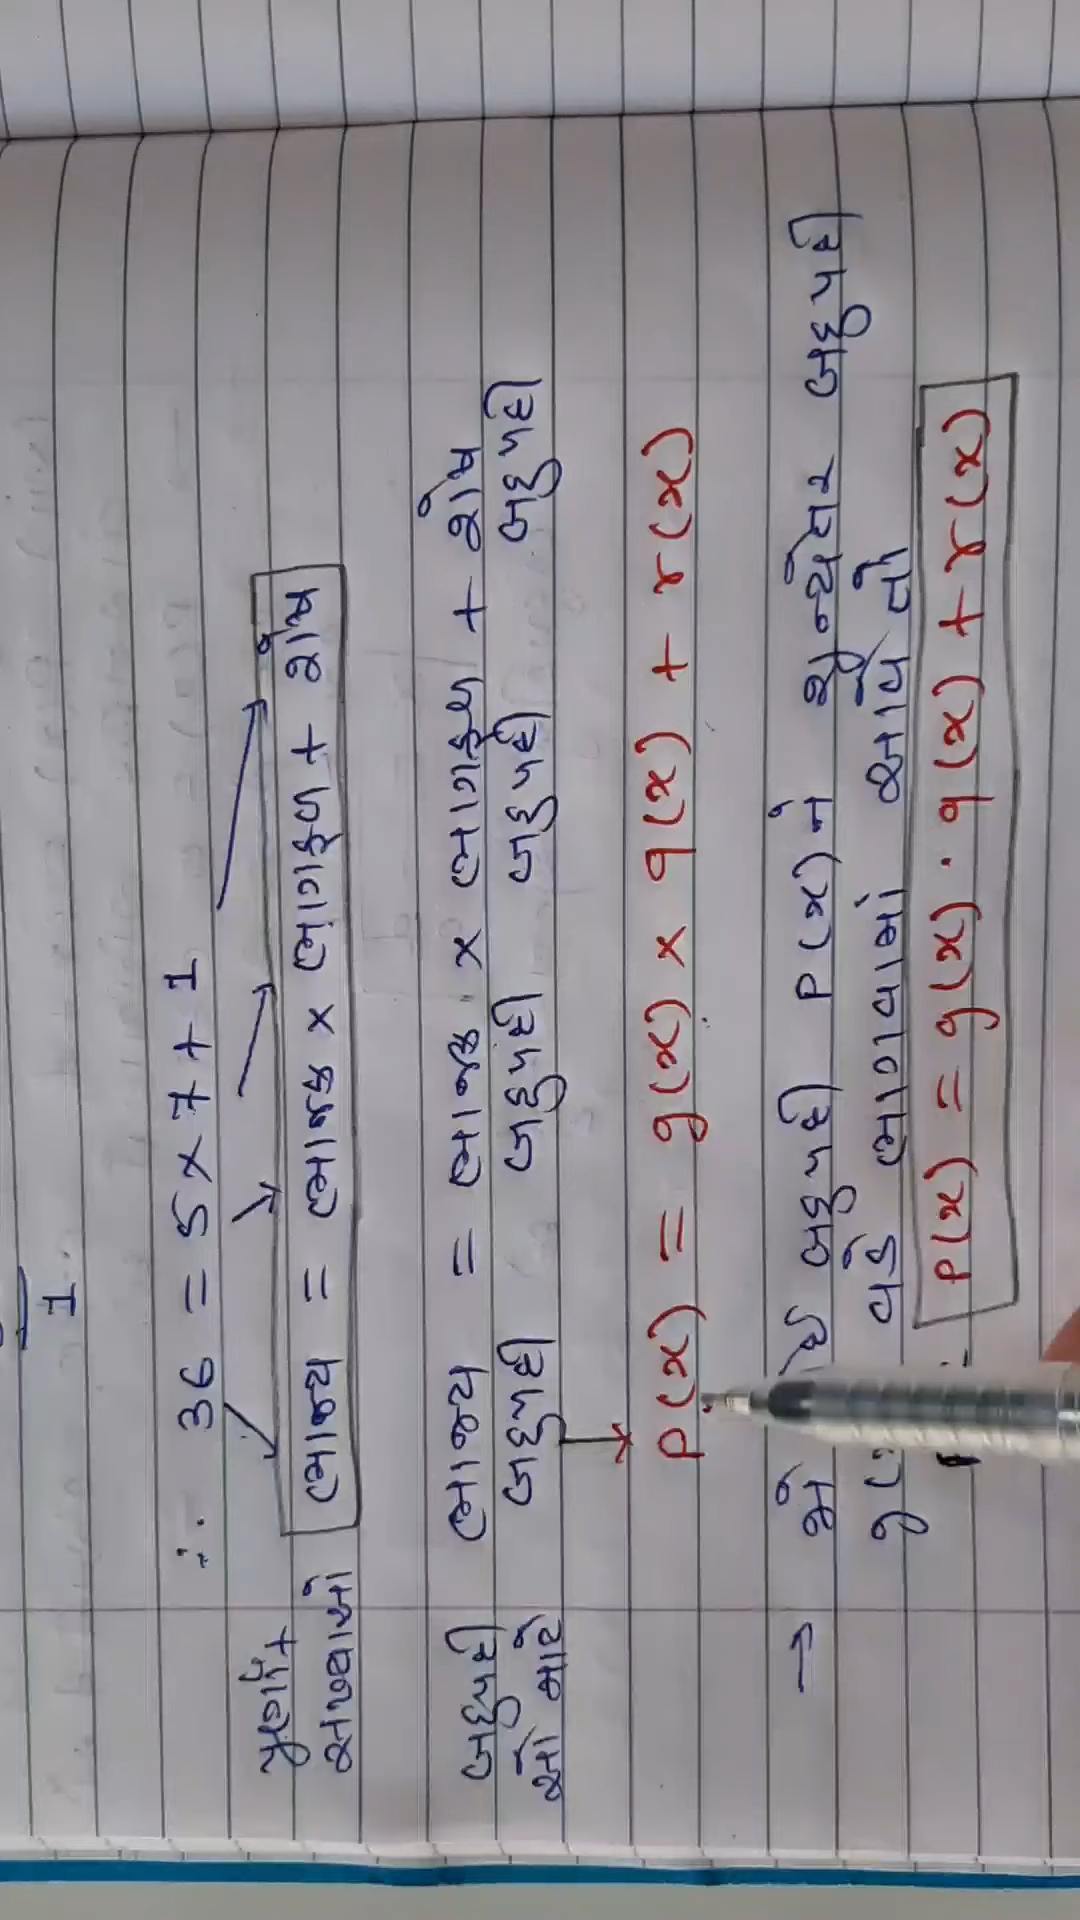 1
∴ 36 = 5 x 7 + 1
પૂર્ણાંક સંખ્યાઓ ભાજ્ય = ભાજક x ભાગફળ + શેષ
બહુપદી ભાજ્ય = ભાજક x ભાગફળ + શેષ
ઓ માટે બહુપદી બહુપદી બહુપદી બહુપદી
P(x) = g(x) x q(x) + r(x)
→ બહુપદી P(x) ને શૂન્યેતર બહુપદી
વડે ભાગવામાં આવે તો
P(x) = g(x) . q(x) + r(x)